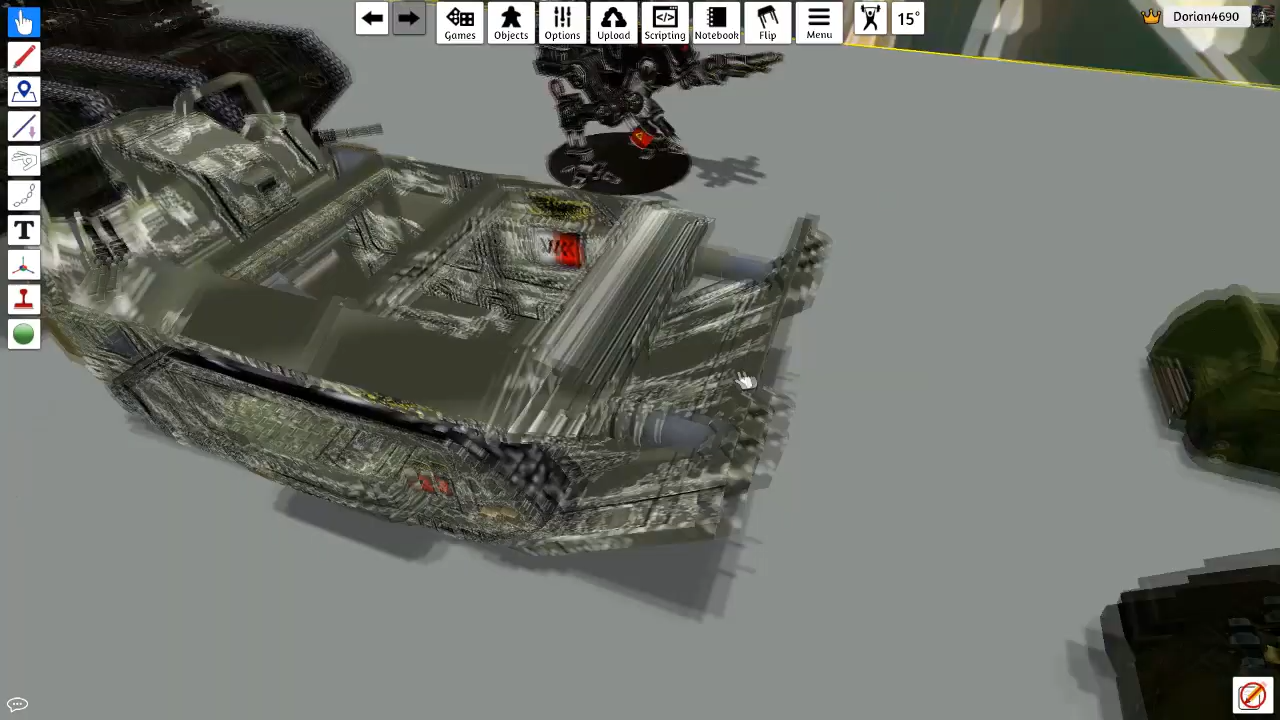 Games
Objects
Options
Upload
Scripting
Notebook
Flip
Menu
15°
Dorian4690
T